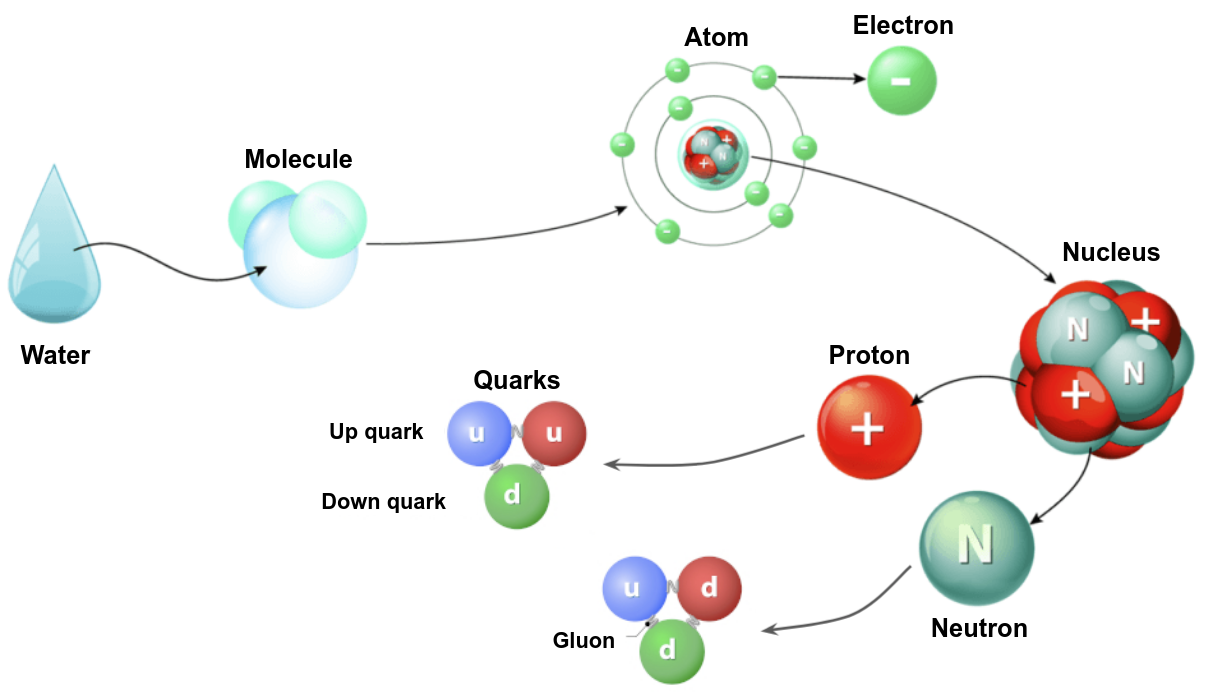 Electron
Atom
-
-
-
-
-
-
-
-
-
N
+
N
+
Molecule
Water
Nucleus
N
+
N
+
Proton
+
Quarks
Up quark
u
N
u
Down quark
d
N
Neutron
u
N
d
Gluon
d